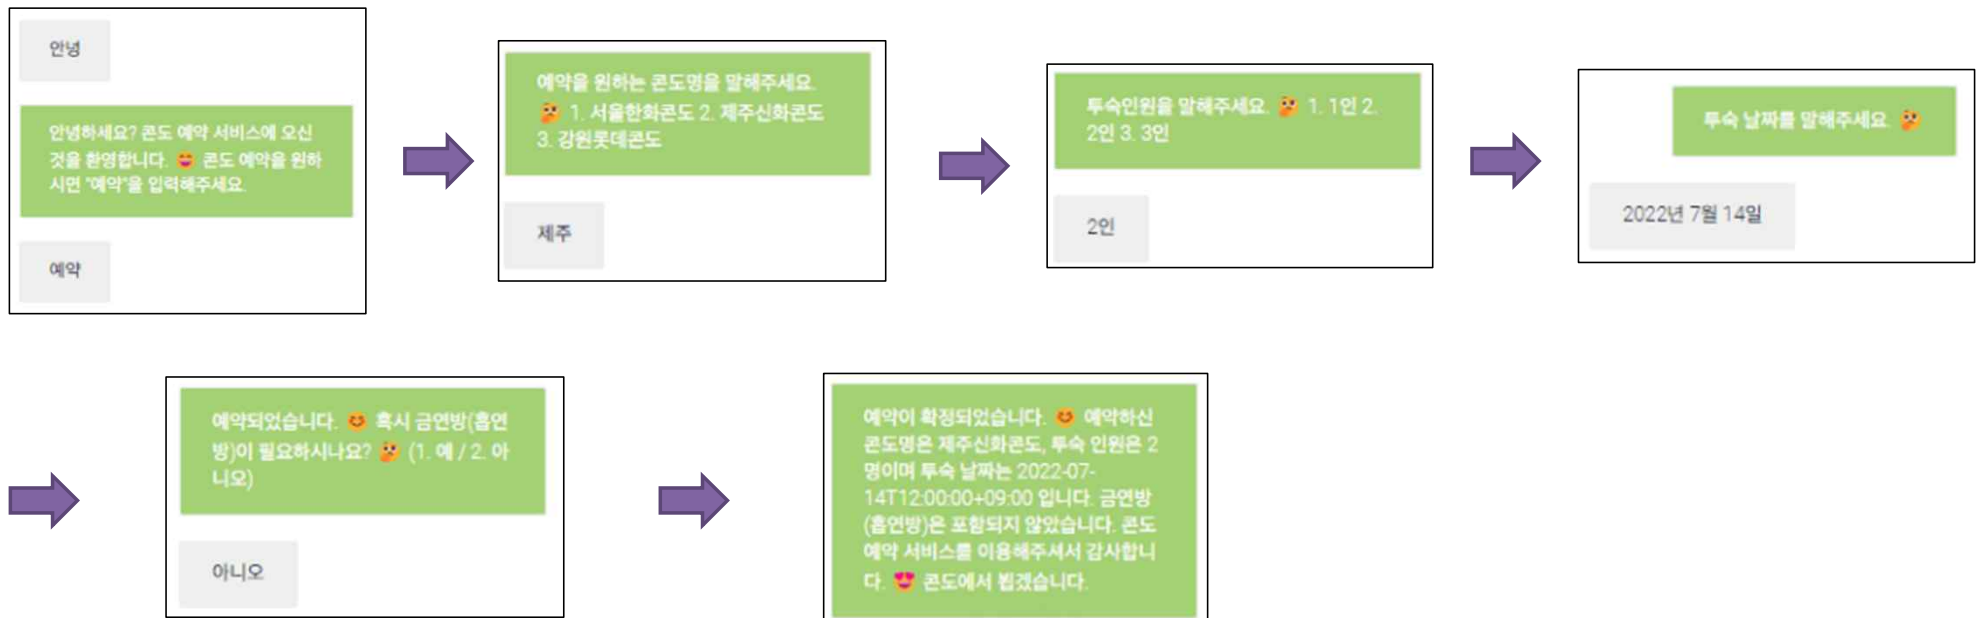 안녕
안녕하세요? 콘도 예약 서비스에 오신
것을 환영합니다. 😍 콘도 예약을 원하
시면 "예약"을 입력해주세요.
예약
예약을 원하는 콘도명을 말해주세요.
🤔 1. 서울한화콘도 2. 제주신화콘도
3. 강원롯데콘도
제주
투숙인원을 말해주세요. 🤔 1. 1인 2.
2인 3. 3인
2인
투숙 날짜를 말해주세요. 🤔
2022년 7월 14일
예약되었습니다. 😊 혹시 금연방(흡연
방)이 필요하시나요? 🤔 (1. 예 / 2. 아
니오)
아니오
예약이 확정되었습니다. 😊 예약하신
콘도명은 제주신화콘도, 투숙 인원은 2
명이며 투숙 날짜는 2022-07-
14T12:00:00+09:00 입니다. 금연방
(흡연방)은 포함되지 않았습니다. 콘도
예약 서비스를 이용해주셔서 감사합니
다. 😍 콘도에서 뵙겠습니다.